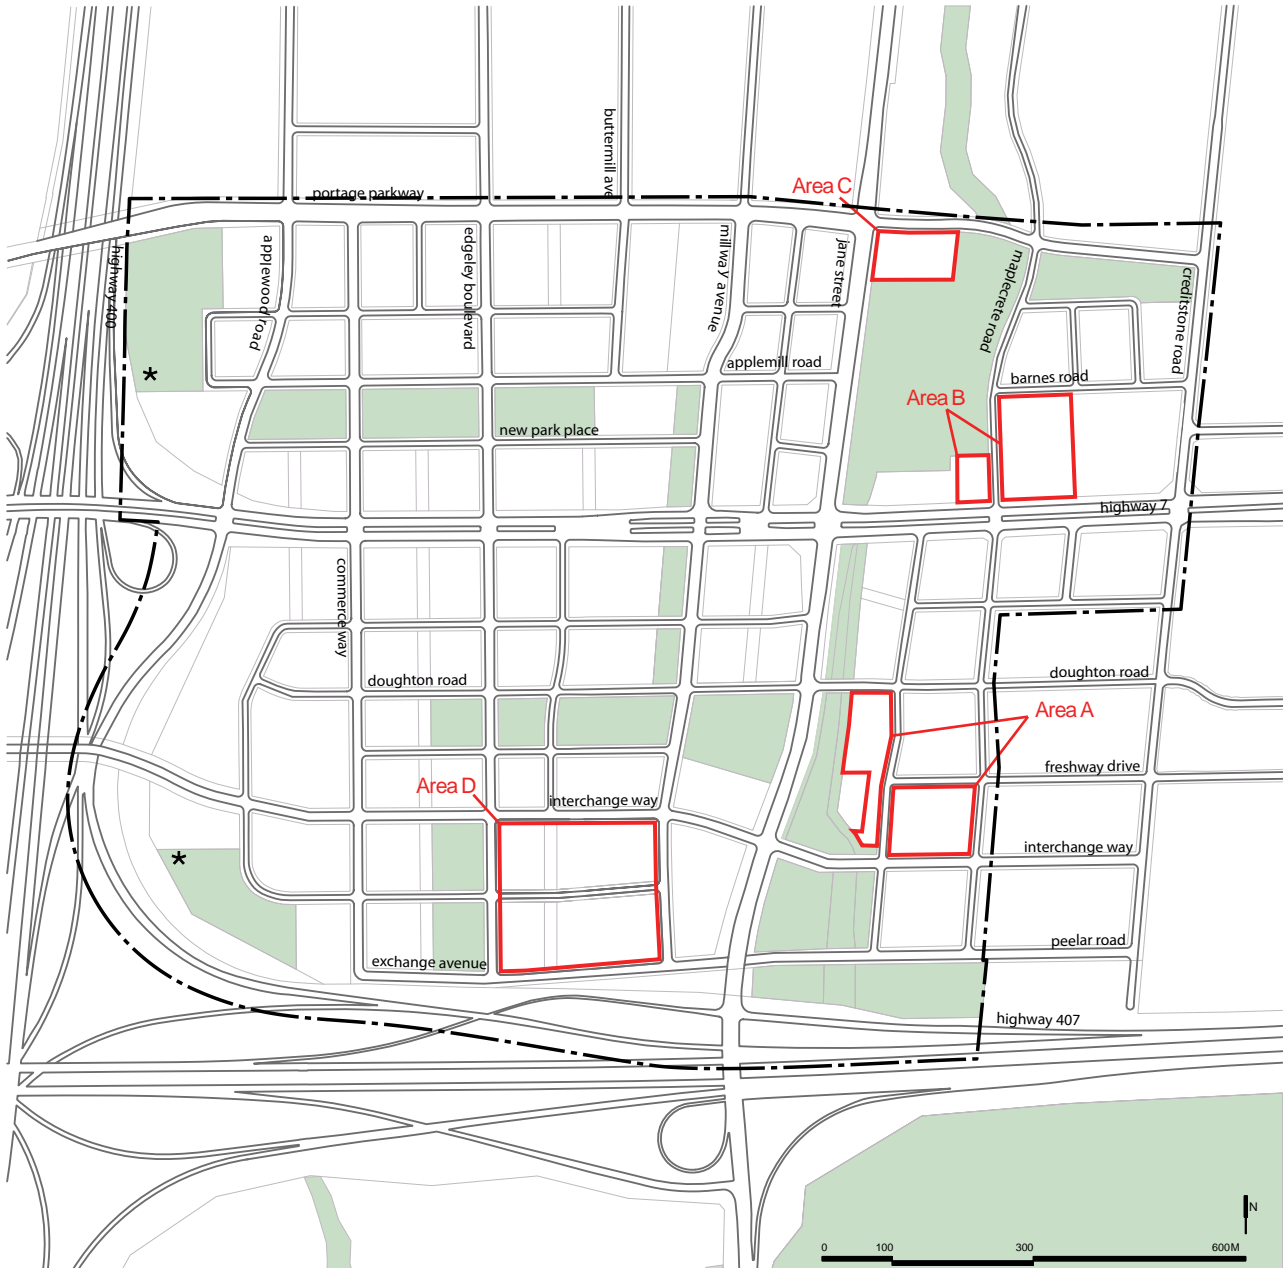 buttermill ave
portage parkway
Area C
highway 400
applewood road
edgeley boulevard
millway avenue
jane street
maplecrete road
creditstone road
applemill road
barnes road
*
Area B
new park place
highway 7
commerce way
doughton road
doughton road
Area A
freshway drive
Area D
interchange way
interchange way
*
peelar road
exchange avenue
highway 407
N
0 100 300 600M